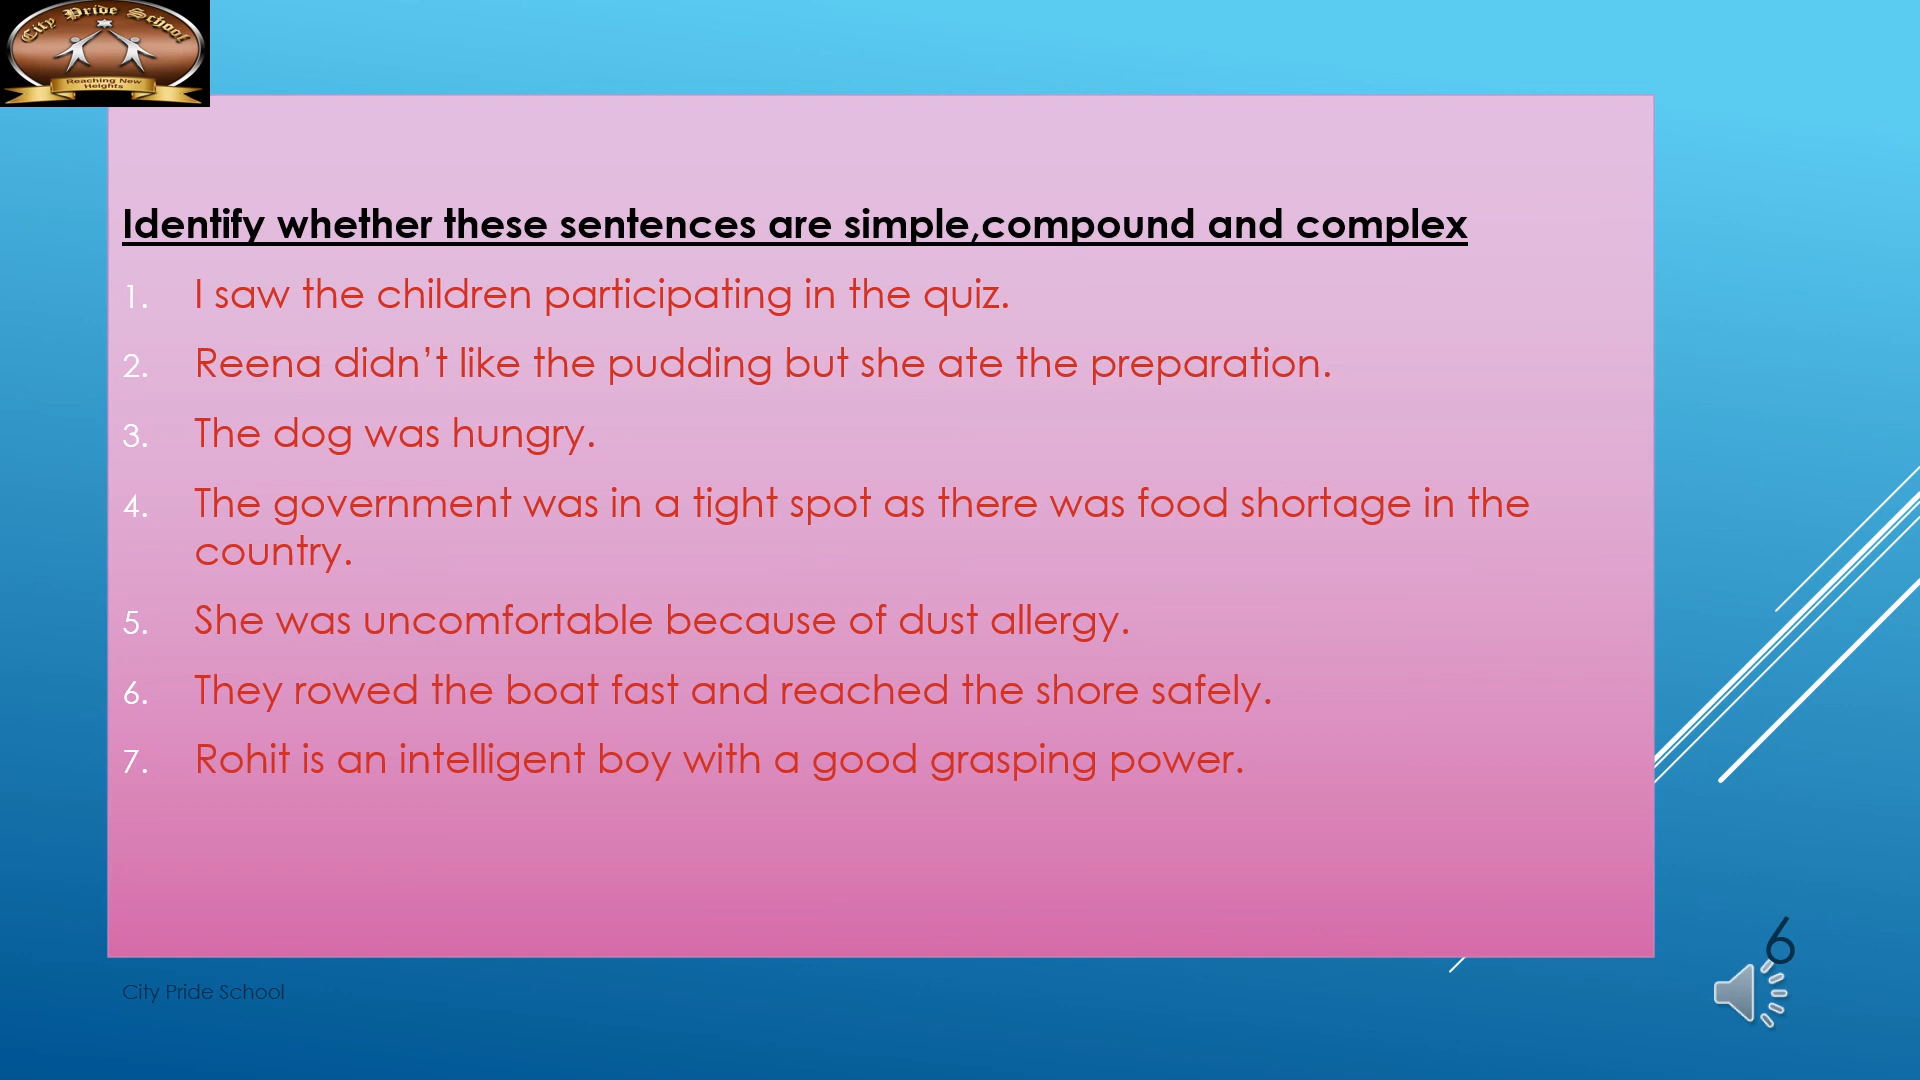 City Pride School
Reaching New
Heights
Identify whether these sentences are simple,compound and complex
1. I saw the children participating in the quiz.
2. Reena didn’t like the pudding but she ate the preparation.
3. The dog was hungry.
4. The government was in a tight spot as there was food shortage in the
country.
5. She was uncomfortable because of dust allergy.
6. They rowed the boat fast and reached the shore safely.
7. Rohit is an intelligent boy with a good grasping power.
6
City Pride School